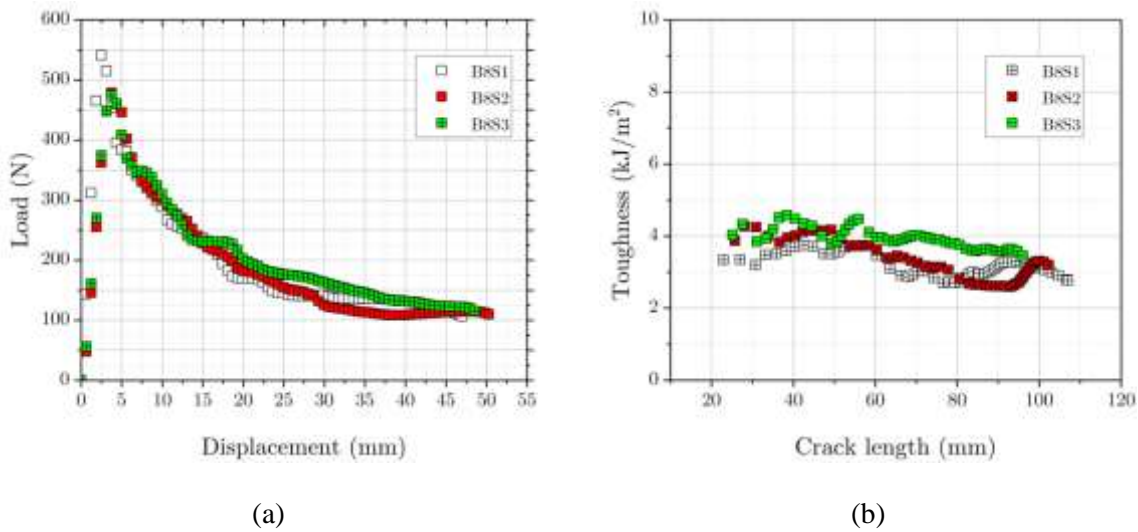 600
500
400
300
200
100
0
Load (N)
B8S1
B8S2
B8S3
0 5 10 15 20 25 30 35 40 45 50 55
Displacement (mm)
(a)
10
8
6
4
2
0
Toughness (kJ/m²)
B8S1
B8S2
B8S3
20 40 60 80 100 120
Crack length (mm)
(b)